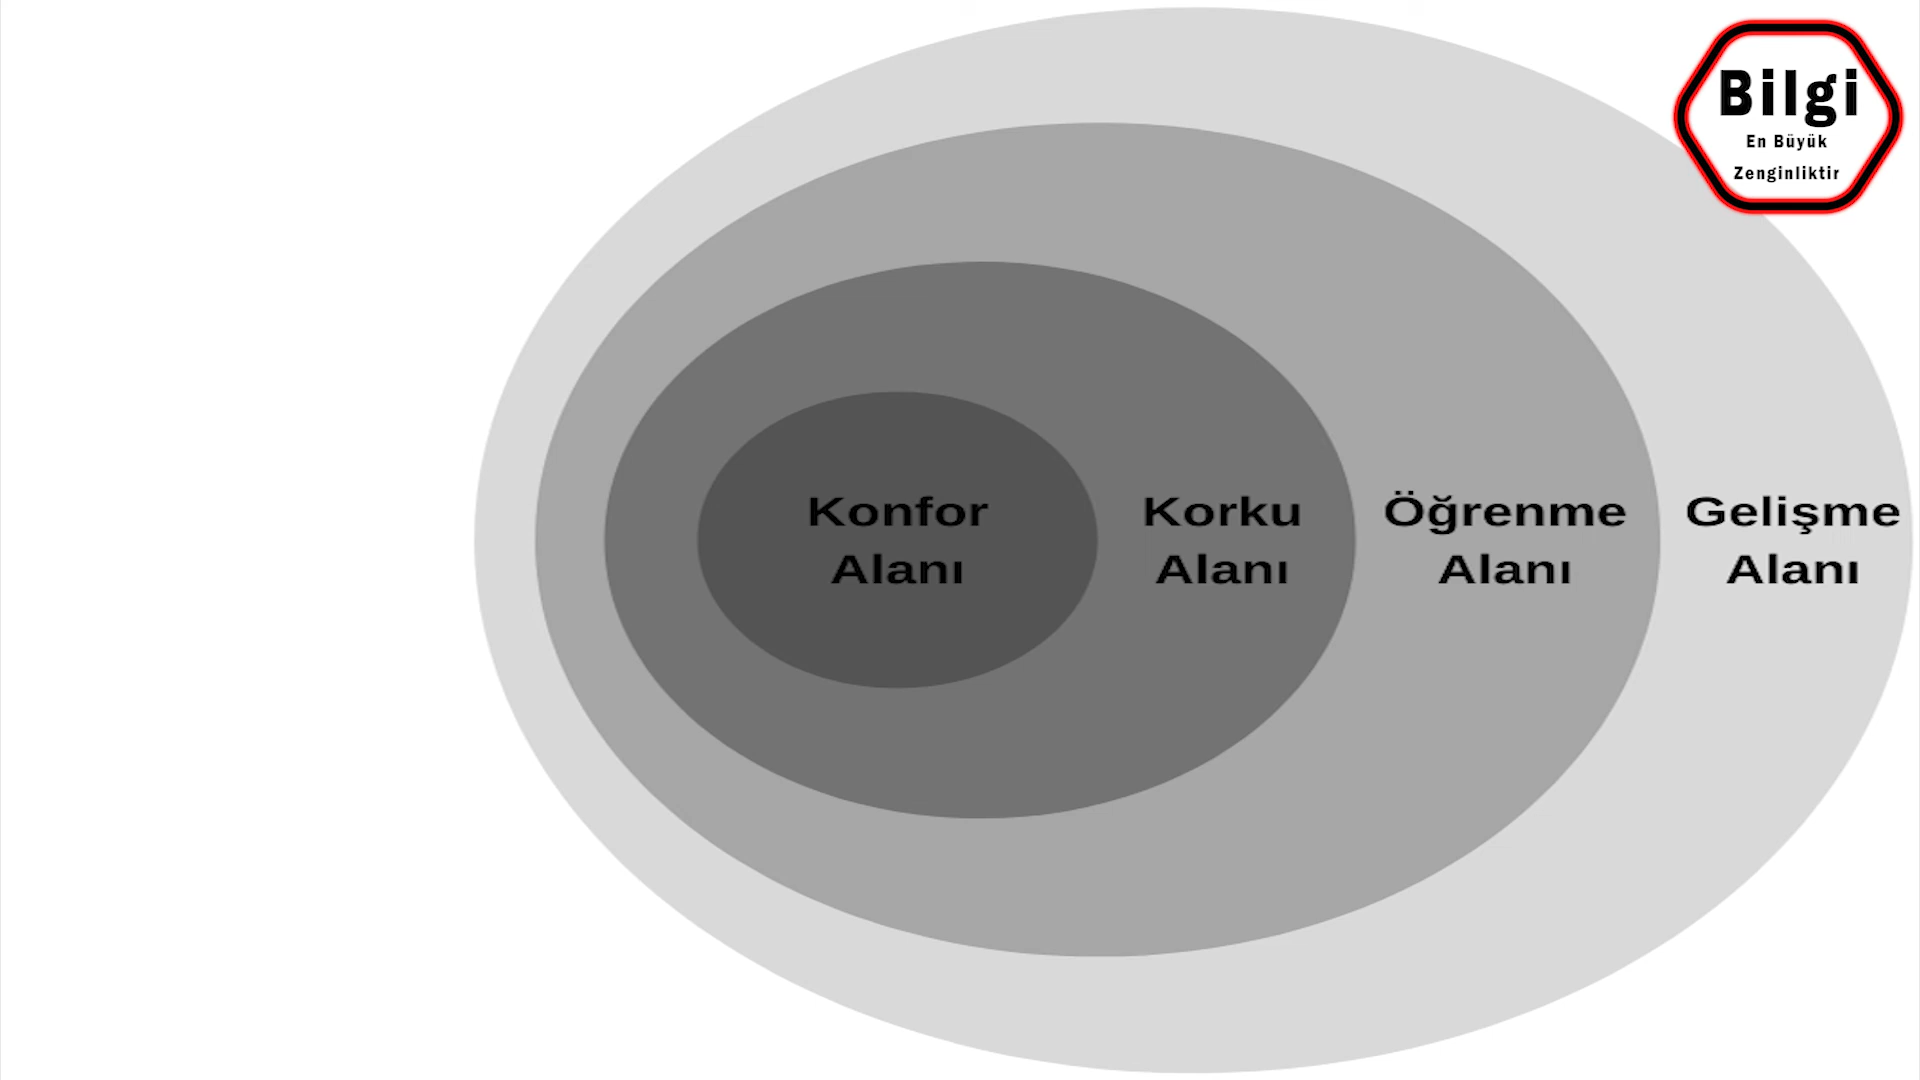 Bilgi
En Büyük
Zenginliktir
Konfor
Alanı
Korku
Alanı
Öğrenme
Alanı
Gelişme
Alanı